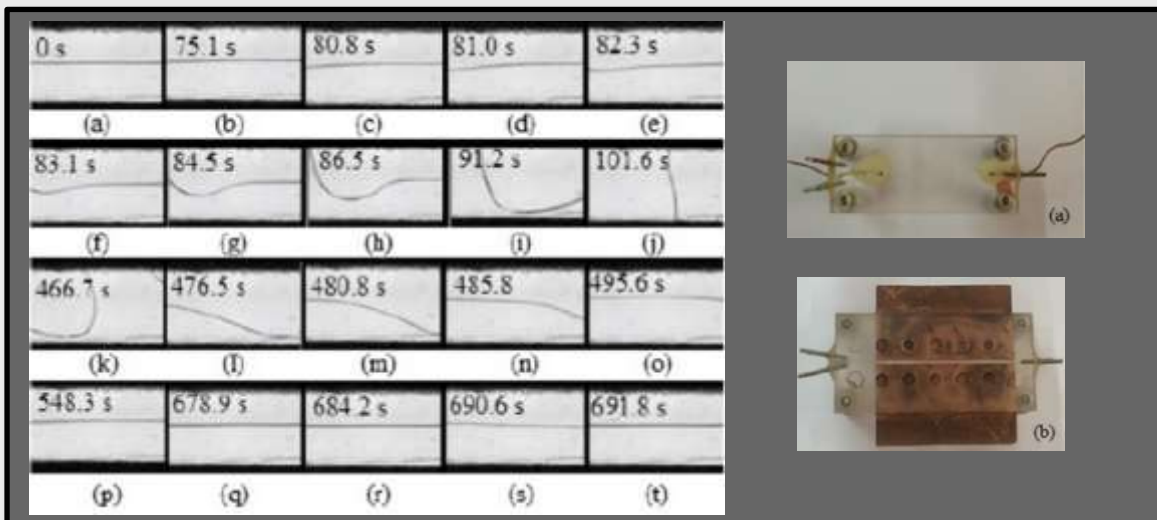 0 s 75.1 s 80.8 s 81.0 s 82.3 s
(a) (b) (c) (d) (e)
83.1 s 84.5 s 86.5 s 91.2 s 101.6 s
(f) (g) (h) (i) (j)
466.7 s 476.5 s 480.8 s 485.8 495.6 s
(k) (l) (m) (n) (o)
548.3 s 678.9 s 684.2 s 690.6 s 691.8 s
(p) (q) (r) (s) (t)
(a)
(b)